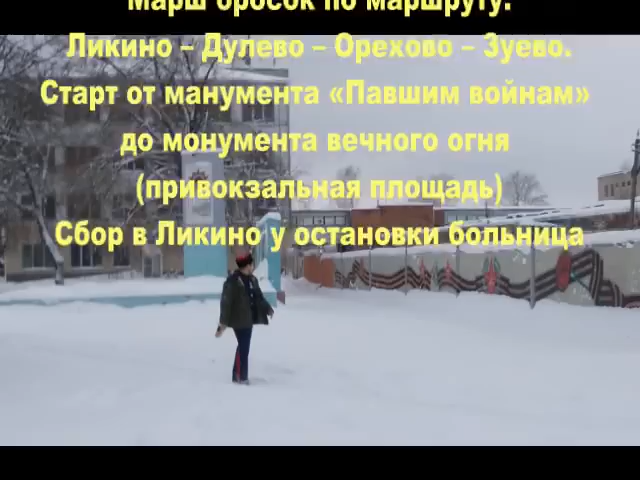 Марш бросок по маршруту:
Ликино – Дулево – Орехово – Зуево.
Старт от манумента «Павшим войнам»
до монумента вечного огня
(привокзальная площадь)
Сбор в Ликино у остановки больница